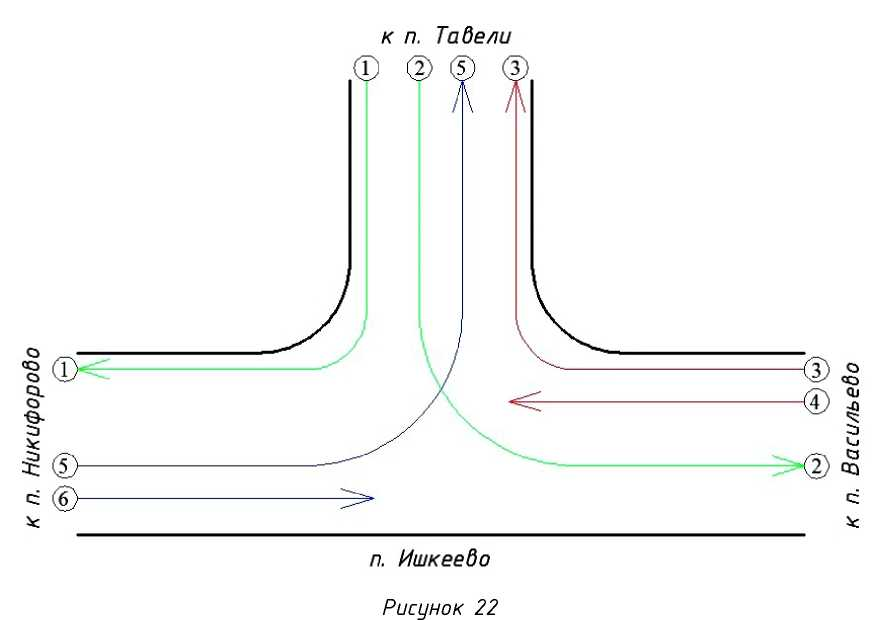 к п. Тавели
1 2 5 3
к п. Никифорово
1
5
6
3
4
2
к п. Васильево
п. Ишкеево
Рисунок 22